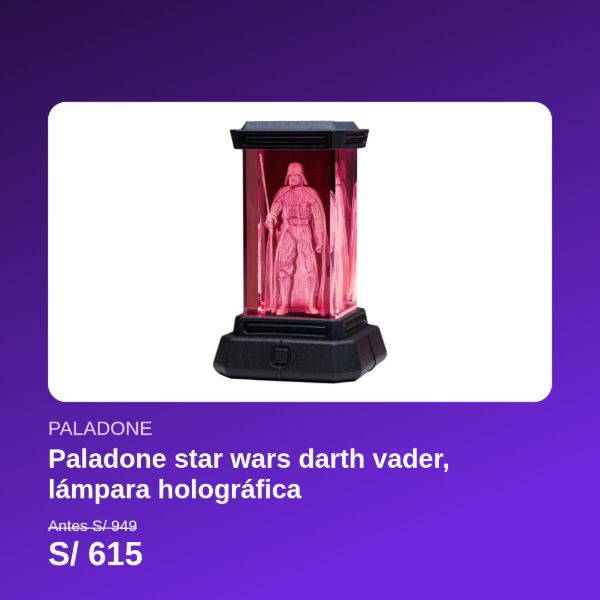 PALADONE
Paladone star wars darth vader,
lámpara holográfica
Antes S/ 949
S/ 615